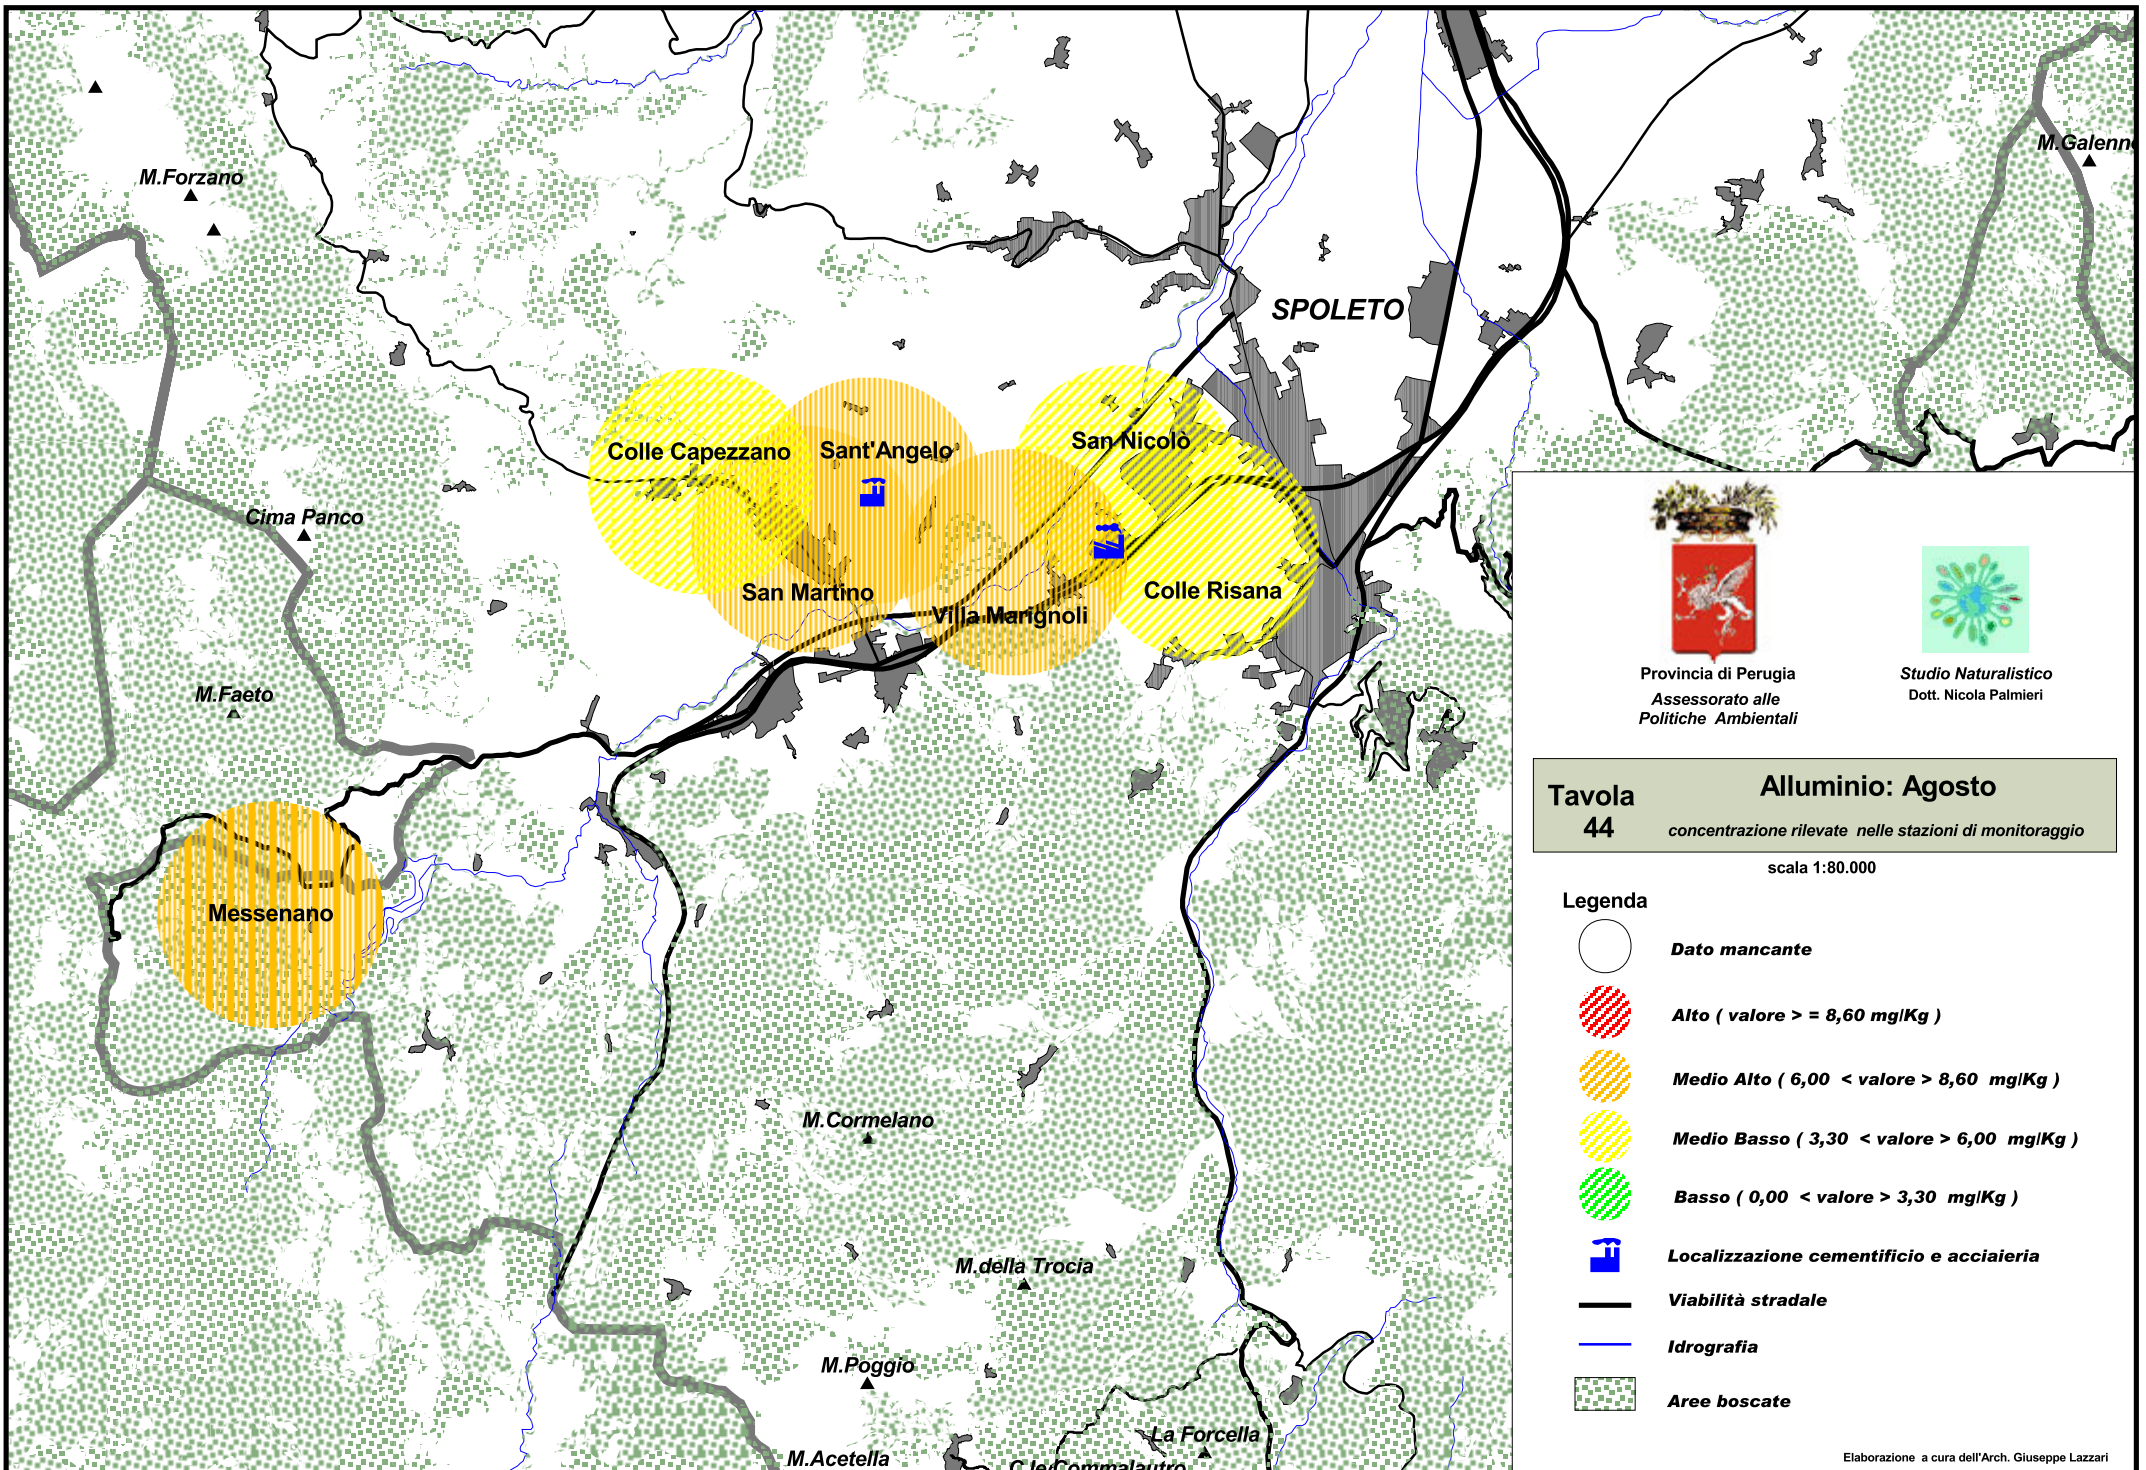 M.Forzano
M.Galenn
SPOLETO
Colle Capezzano
Sant'Angelo
San Nicolò
Cima Panco
San Martino
Villa Marignoli
Colle Risana
M.Faeto
Messenano
M.Cormelano
M.della Trocia
M.Poggio
La Forcella
M.Acetella
Provincia di Perugia
Assessorato alle
Politiche Ambientali
Studio Naturalistico
Dott. Nicola Palmieri
Tavola
44
Alluminio: Agosto
concentrazione rilevate nelle stazioni di monitoraggio
scala 1:80.000
Legenda
Dato mancante
Alto ( valore > = 8,60 mg/Kg )
Medio Alto ( 6,00 < valore > 8,60 mg/Kg )
Medio Basso ( 3,30 < valore > 6,00 mg/Kg )
Basso ( 0,00 < valore > 3,30 mg/Kg )
Localizzazione cementificio e acciaieria
Viabilità stradale
Idrografia
Aree boscate
Elaborazione a cura dell'Arch. Giuseppe Lazzari